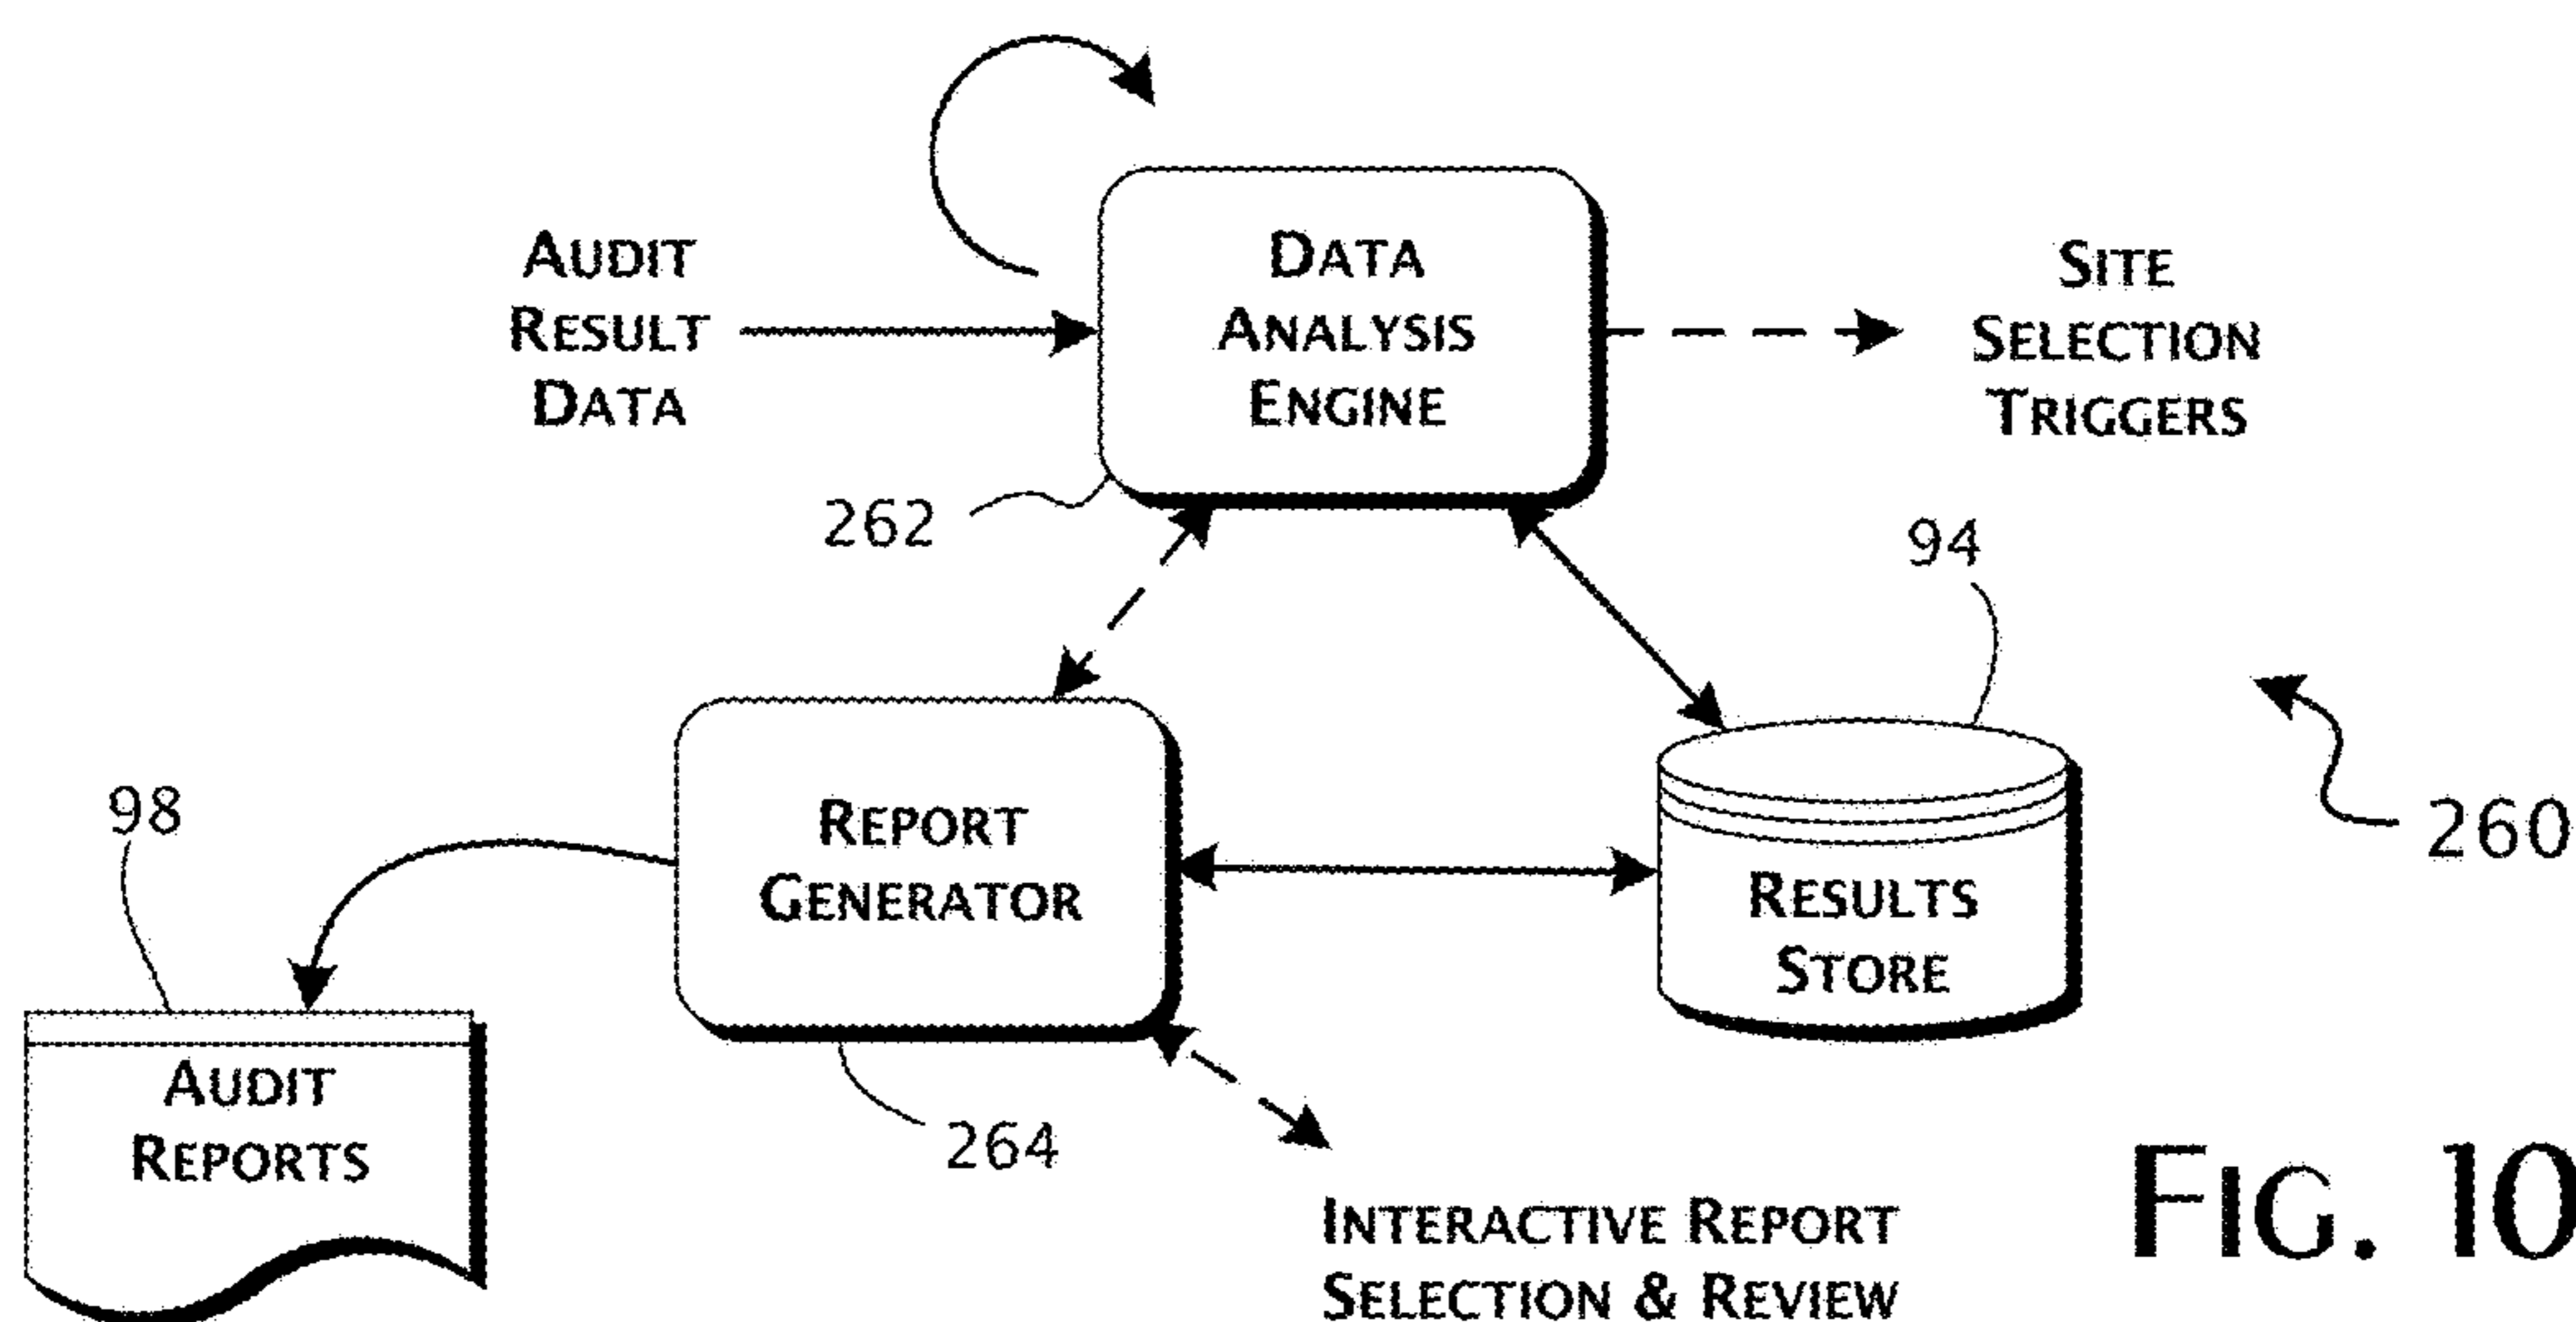 AUDIT
RESULT
DATA
DATA
ANALYSIS
ENGINE
SITE
SELECTION
TRIGGERS
262
94
98
REPORT
GENERATOR
RESULTS
STORE
260
AUDIT
REPORTS
264
INTERACTIVE REPORT
SELECTION & REVIEW
FIG. 10